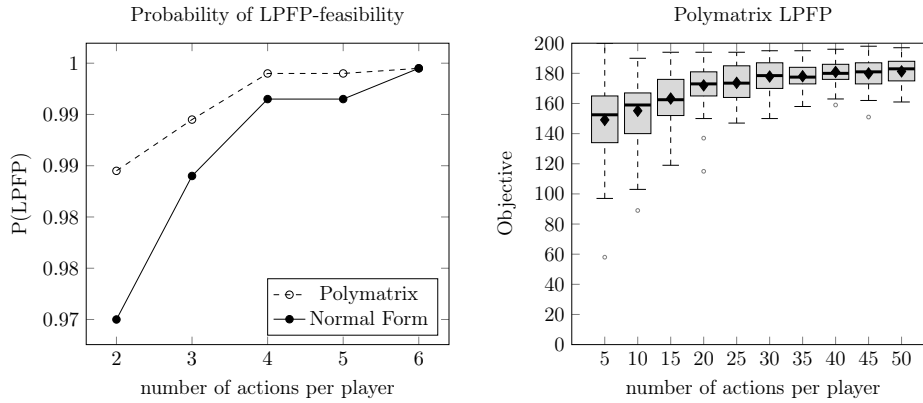 Probability of LPFP-feasibility
1
0.99
0.99
0.98
0.98
0.97
P(LPFP)
Polymatrix
Normal Form
2 3 4 5 6
number of actions per player
Polymatrix LPFP
200
180
160
140
120
100
80
60
40
20
0
Objective
5 10 15 20 25 30 35 40 45 50
number of actions per player